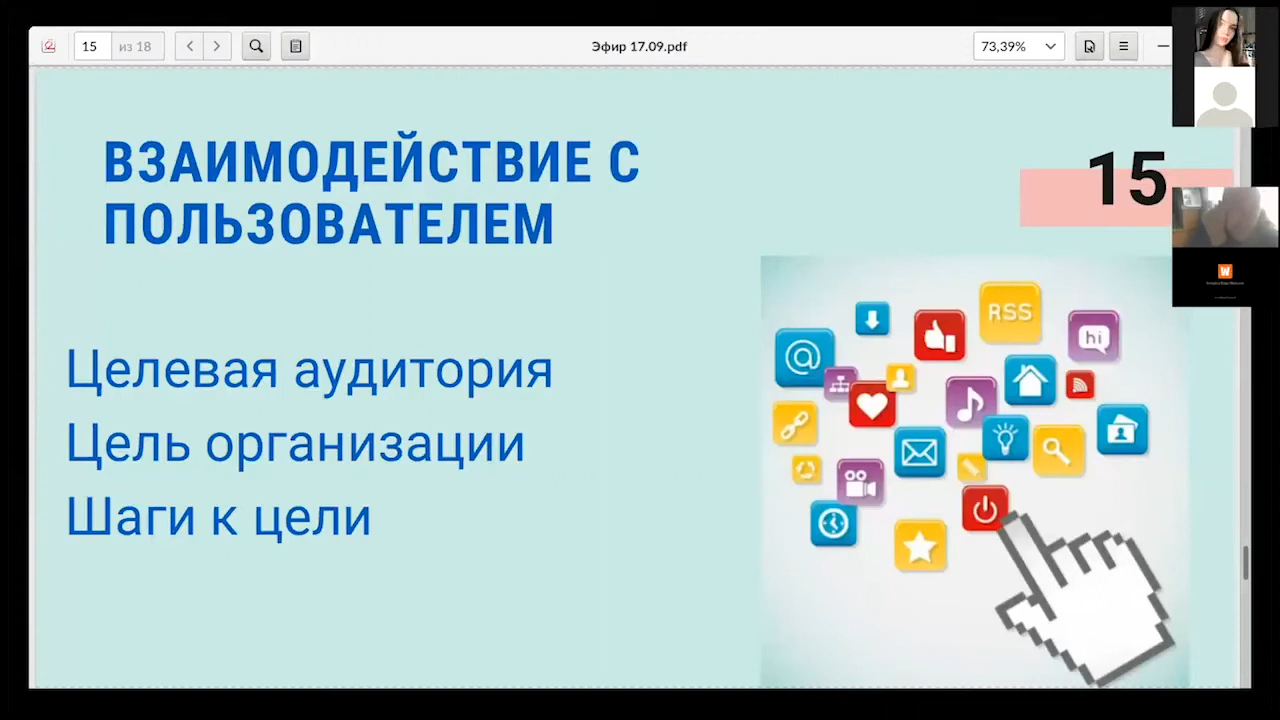 15 из 18
Эфир 17.09.pdf
73,39%
ВЗАИМОДЕЙСТВИЕ С
ПОЛЬЗОВАТЕЛЕМ
15
Целевая аудитория
Цель организации
Шаги к цели
RSS
hi
@
W